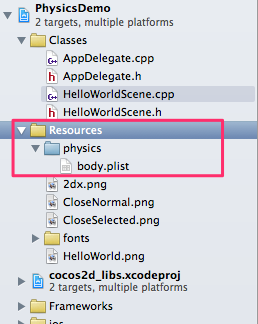 PhysicsDemo
2 targets, multiple platforms
Classes
AppDelegate.cpp
AppDelegate.h
HelloWorldScene.cpp
HelloWorldScene.h
Resources
physics
body.plist
2dx.png
CloseNormal.png
CloseSelected.png
fonts
HelloWorld.png
cocos2d_libs.xcodeproj
2 targets, multiple platforms
Frameworks
ios